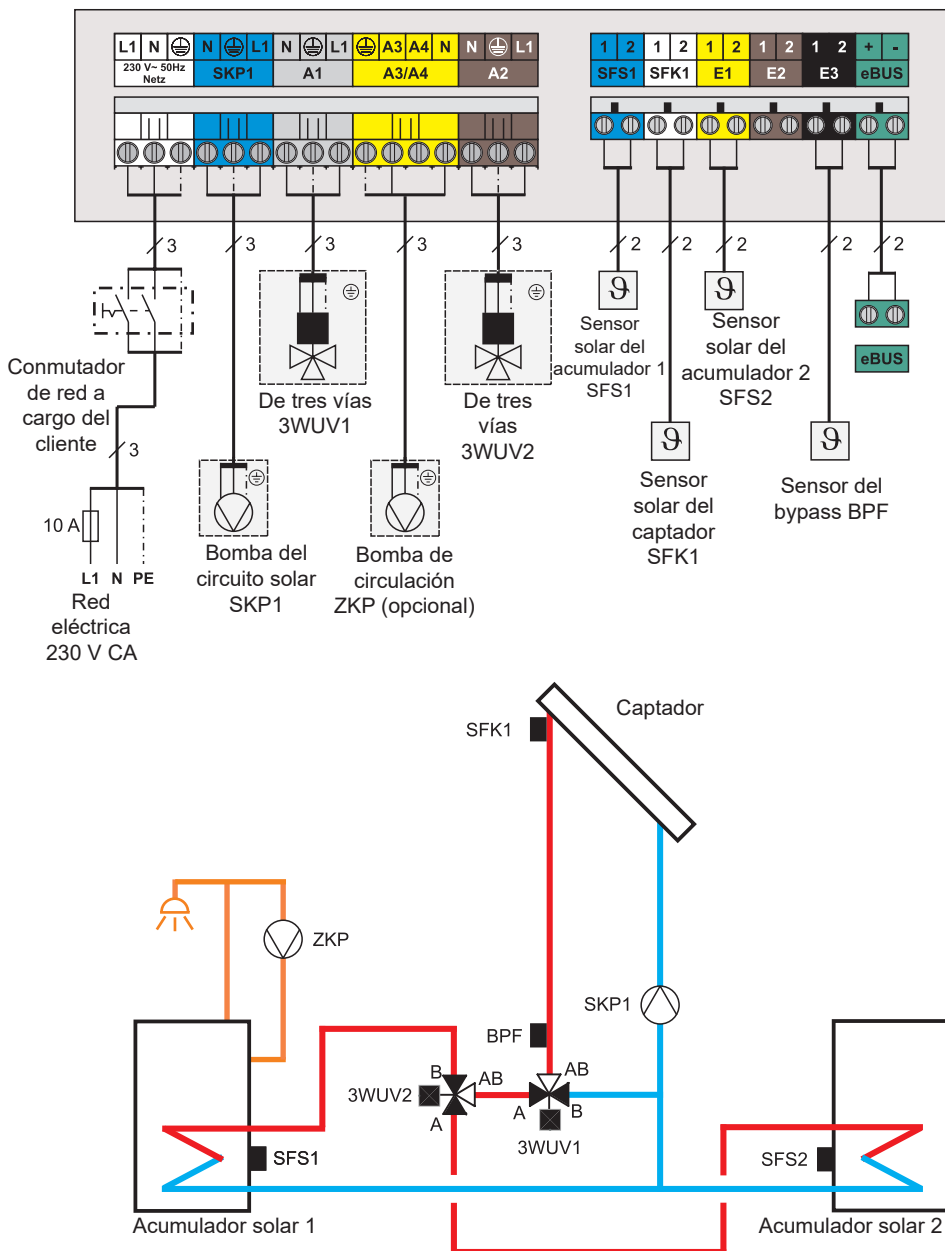 L1 N N L1 N L1 A3 A4 N N L1
230 V~ 50Hz
Netz
SKP1
A1
A3/A4
A2
1 2 1 2 1 2 1 2 1 2 + -
SFS1 SFK1 E1 E2 E3 eBUS
3 3 3 3 3 2 2 2 2 2
Conmutador
de red a
cargo del
cliente
3
10 A
L1 N PE
Red
eléctrica
230 V CA
Bomba del
circuito solar
SKP1
De tres vías
3WUV1
Bomba de
circulación
ZKP (opcional)
De tres
vías
3WUV2
ϑ
Sensor
solar del
acumulador 1
SFS1
ϑ
Sensor
solar del
captador
SFK1
ϑ
Sensor
solar del
acumulador 2
SFS2
ϑ
Sensor del
bypass BPF
eBUS
Captador
SFK1
ZKP
SKP1
BPF
B
AB
3WUV2
A
AB
A
B
3WUV1
SFS1
SFS2
Acumulador solar 1
Acumulador solar 2